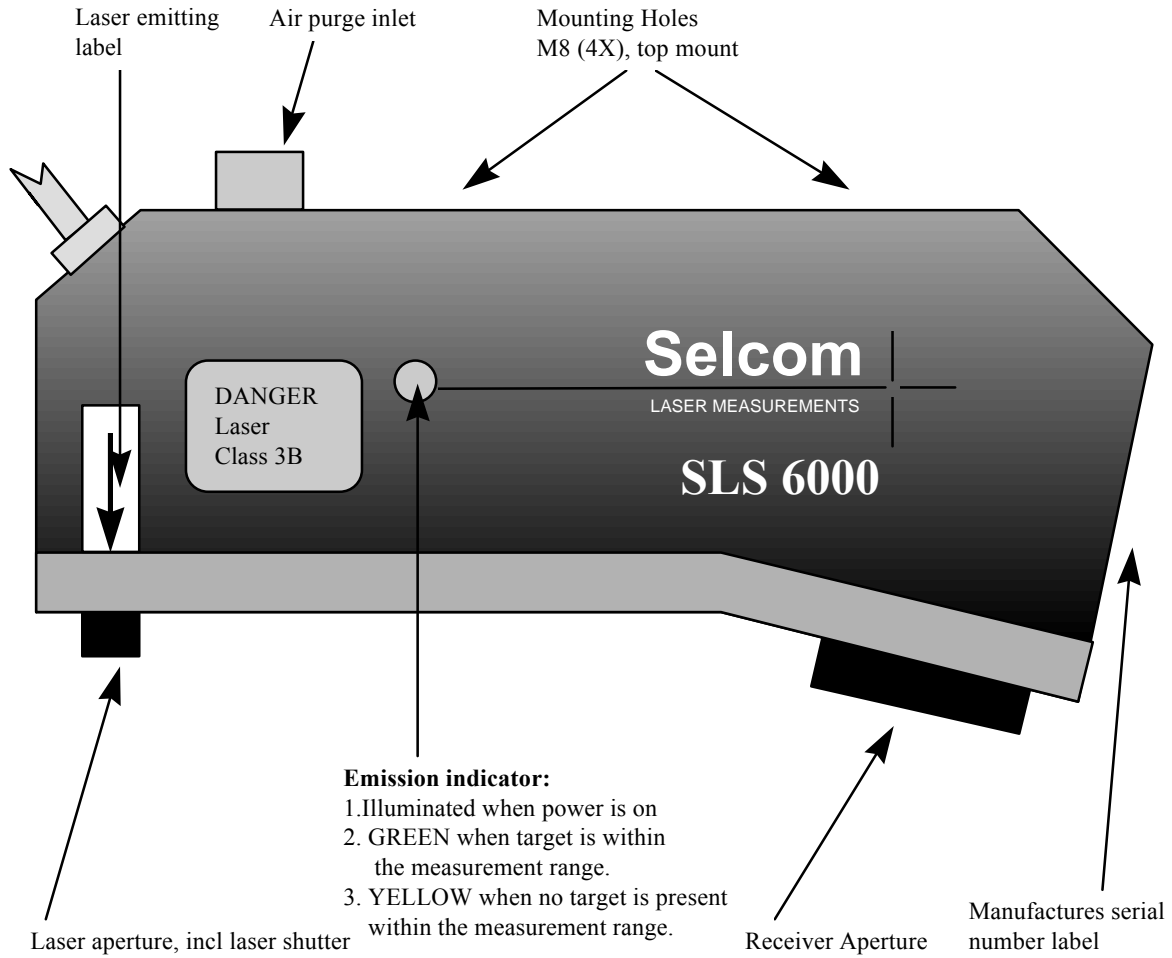 Laser emitting
label
Air purge inlet
Mounting Holes
M8 (4X), top mount
Selcom
LASER MEASUREMENTS
SLS 6000
DANGER
Laser
Class 3B
Emission indicator:
1.Illuminated when power is on
2. GREEN when target is within
the measurement range.
3. YELLOW when no target is present
within the measurement range.
Laser aperture, incl laser shutter
Receiver Aperture
Manufactures serial
number label